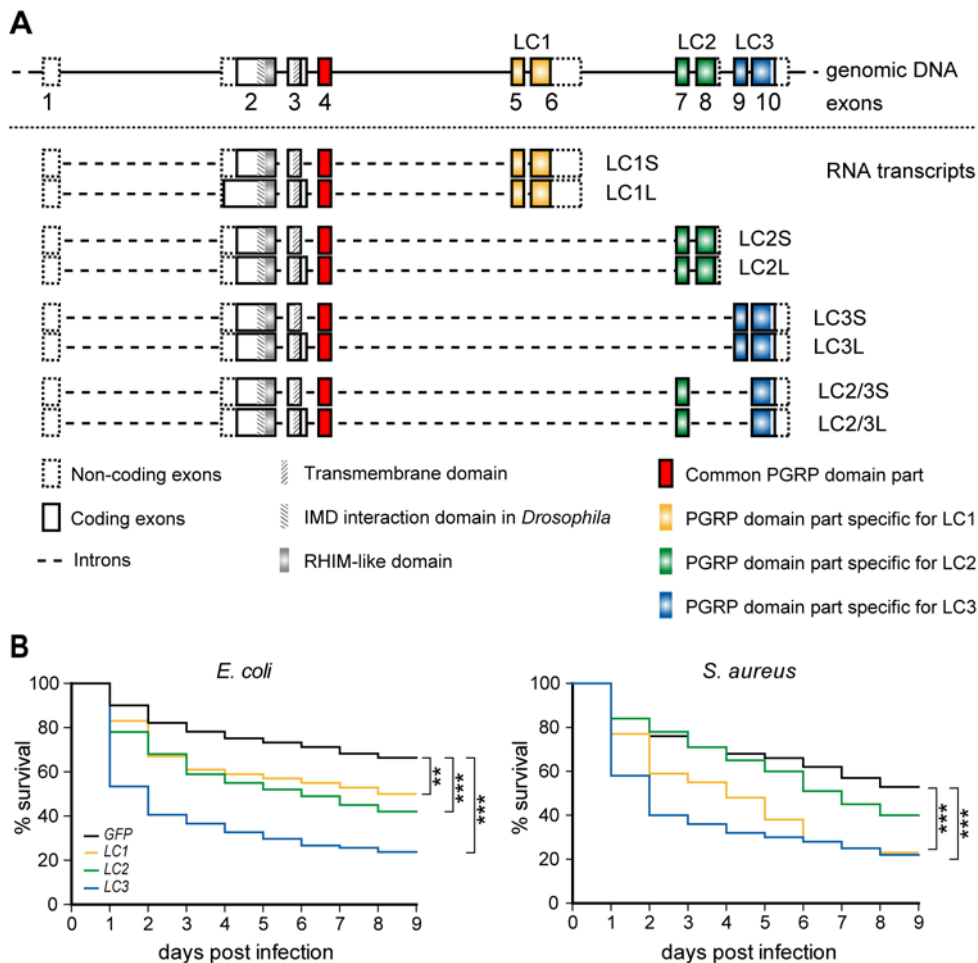 A
LC1 LC2 LC3
genomic DNA
1 2 3 4 5 6 7 8 9 10 exons
LC1S RNA transcripts
LC1L
LC2S
LC2L
LC3S
LC3L
LC2/3S
LC2/3L
Non-coding exons Transmembrane domain Common PGRP domain part
Coding exons IMD interaction domain in Drosophila PGRP domain part specific for LC1
Introns RHIM-like domain PGRP domain part specific for LC2
PGRP domain part specific for LC3
B
E. coli
% survival
100
80
60
40
20
0
GFP
LC1
LC2
LC3
**
***
***
0 1 2 3 4 5 6 7 8 9
days post infection
S. aureus
% survival
100
80
60
40
20
0
***
***
0 1 2 3 4 5 6 7 8 9
days post infection